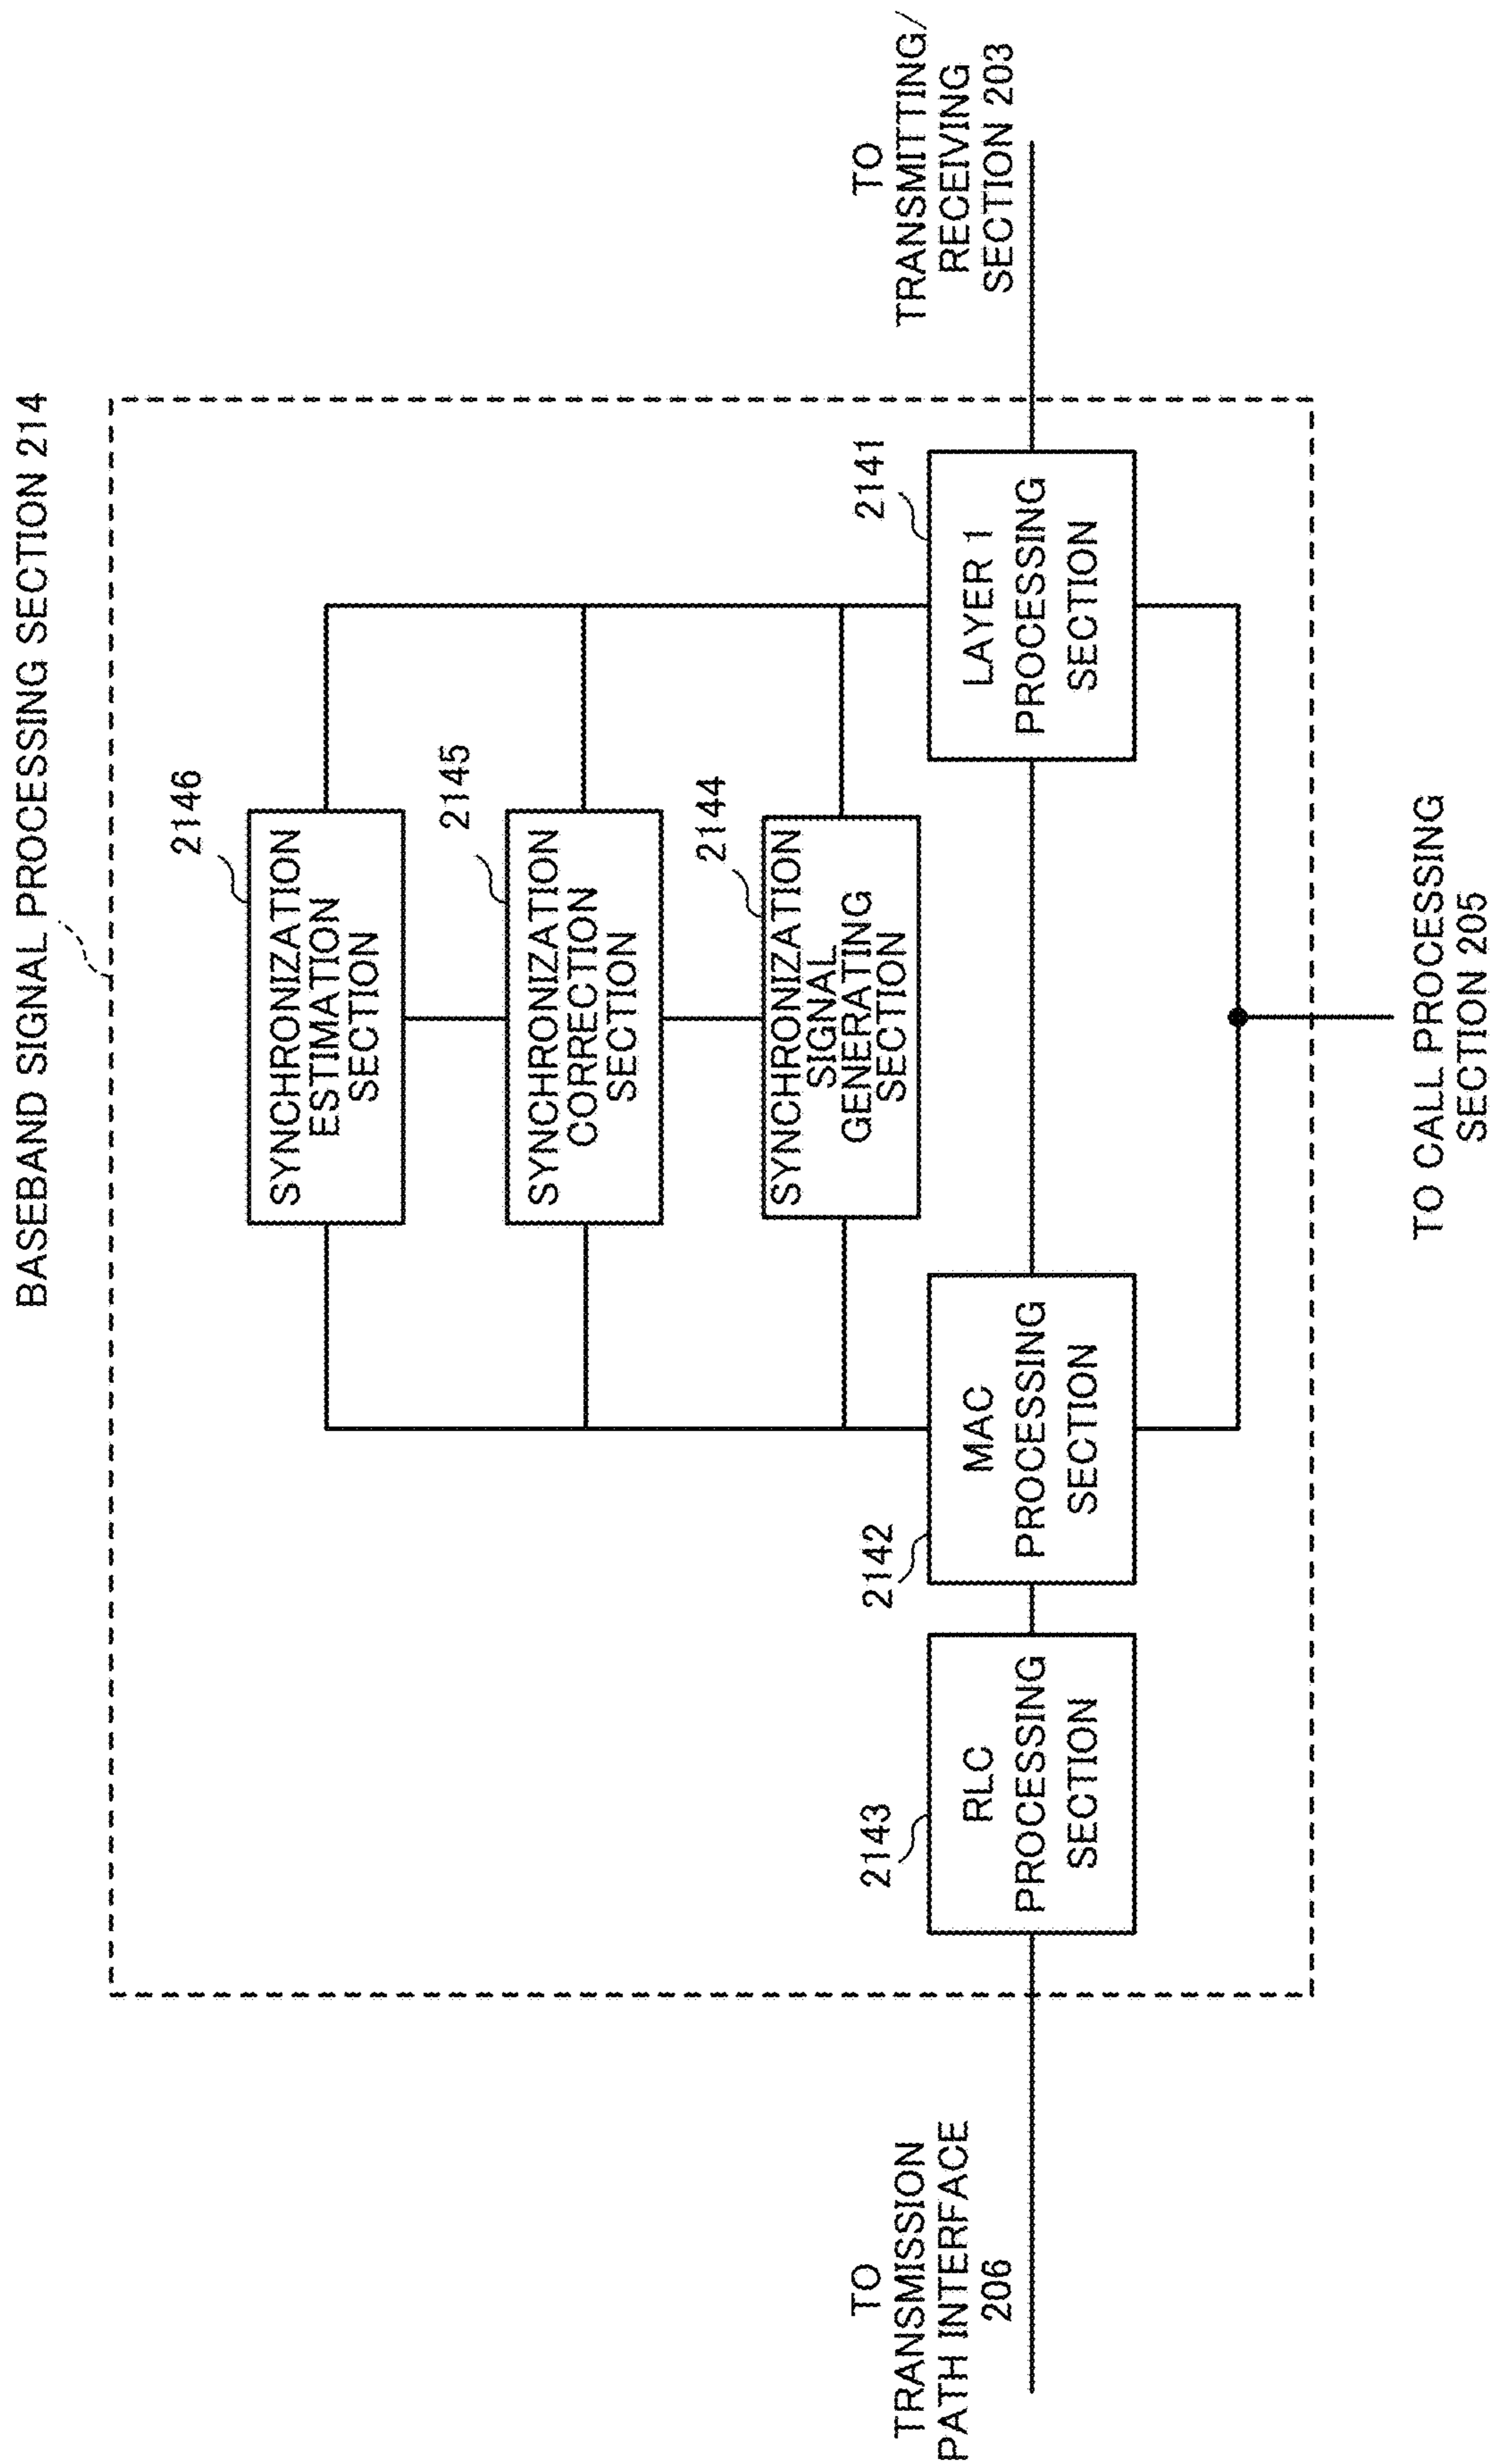 BASEBAND SIGNAL PROCESSING SECTION 214
2146
SYNCHRONIZATION
ESTIMATION
SECTION
2145
SYNCHRONIZATION
CORRECTION
SECTION
2144
SYNCHRONIZATION
SIGNAL
GENERATING
SECTION
TO
TRANSMISSION
PATH INTERFACE
206
2143
RLC
PROCESSING
SECTION
2142
MAC
PROCESSING
SECTION
2141
LAYER 1
PROCESSING
SECTION
TO
TRANSMITTING/
RECEIVING
SECTION 203
TO CALL PROCESSING
SECTION 205